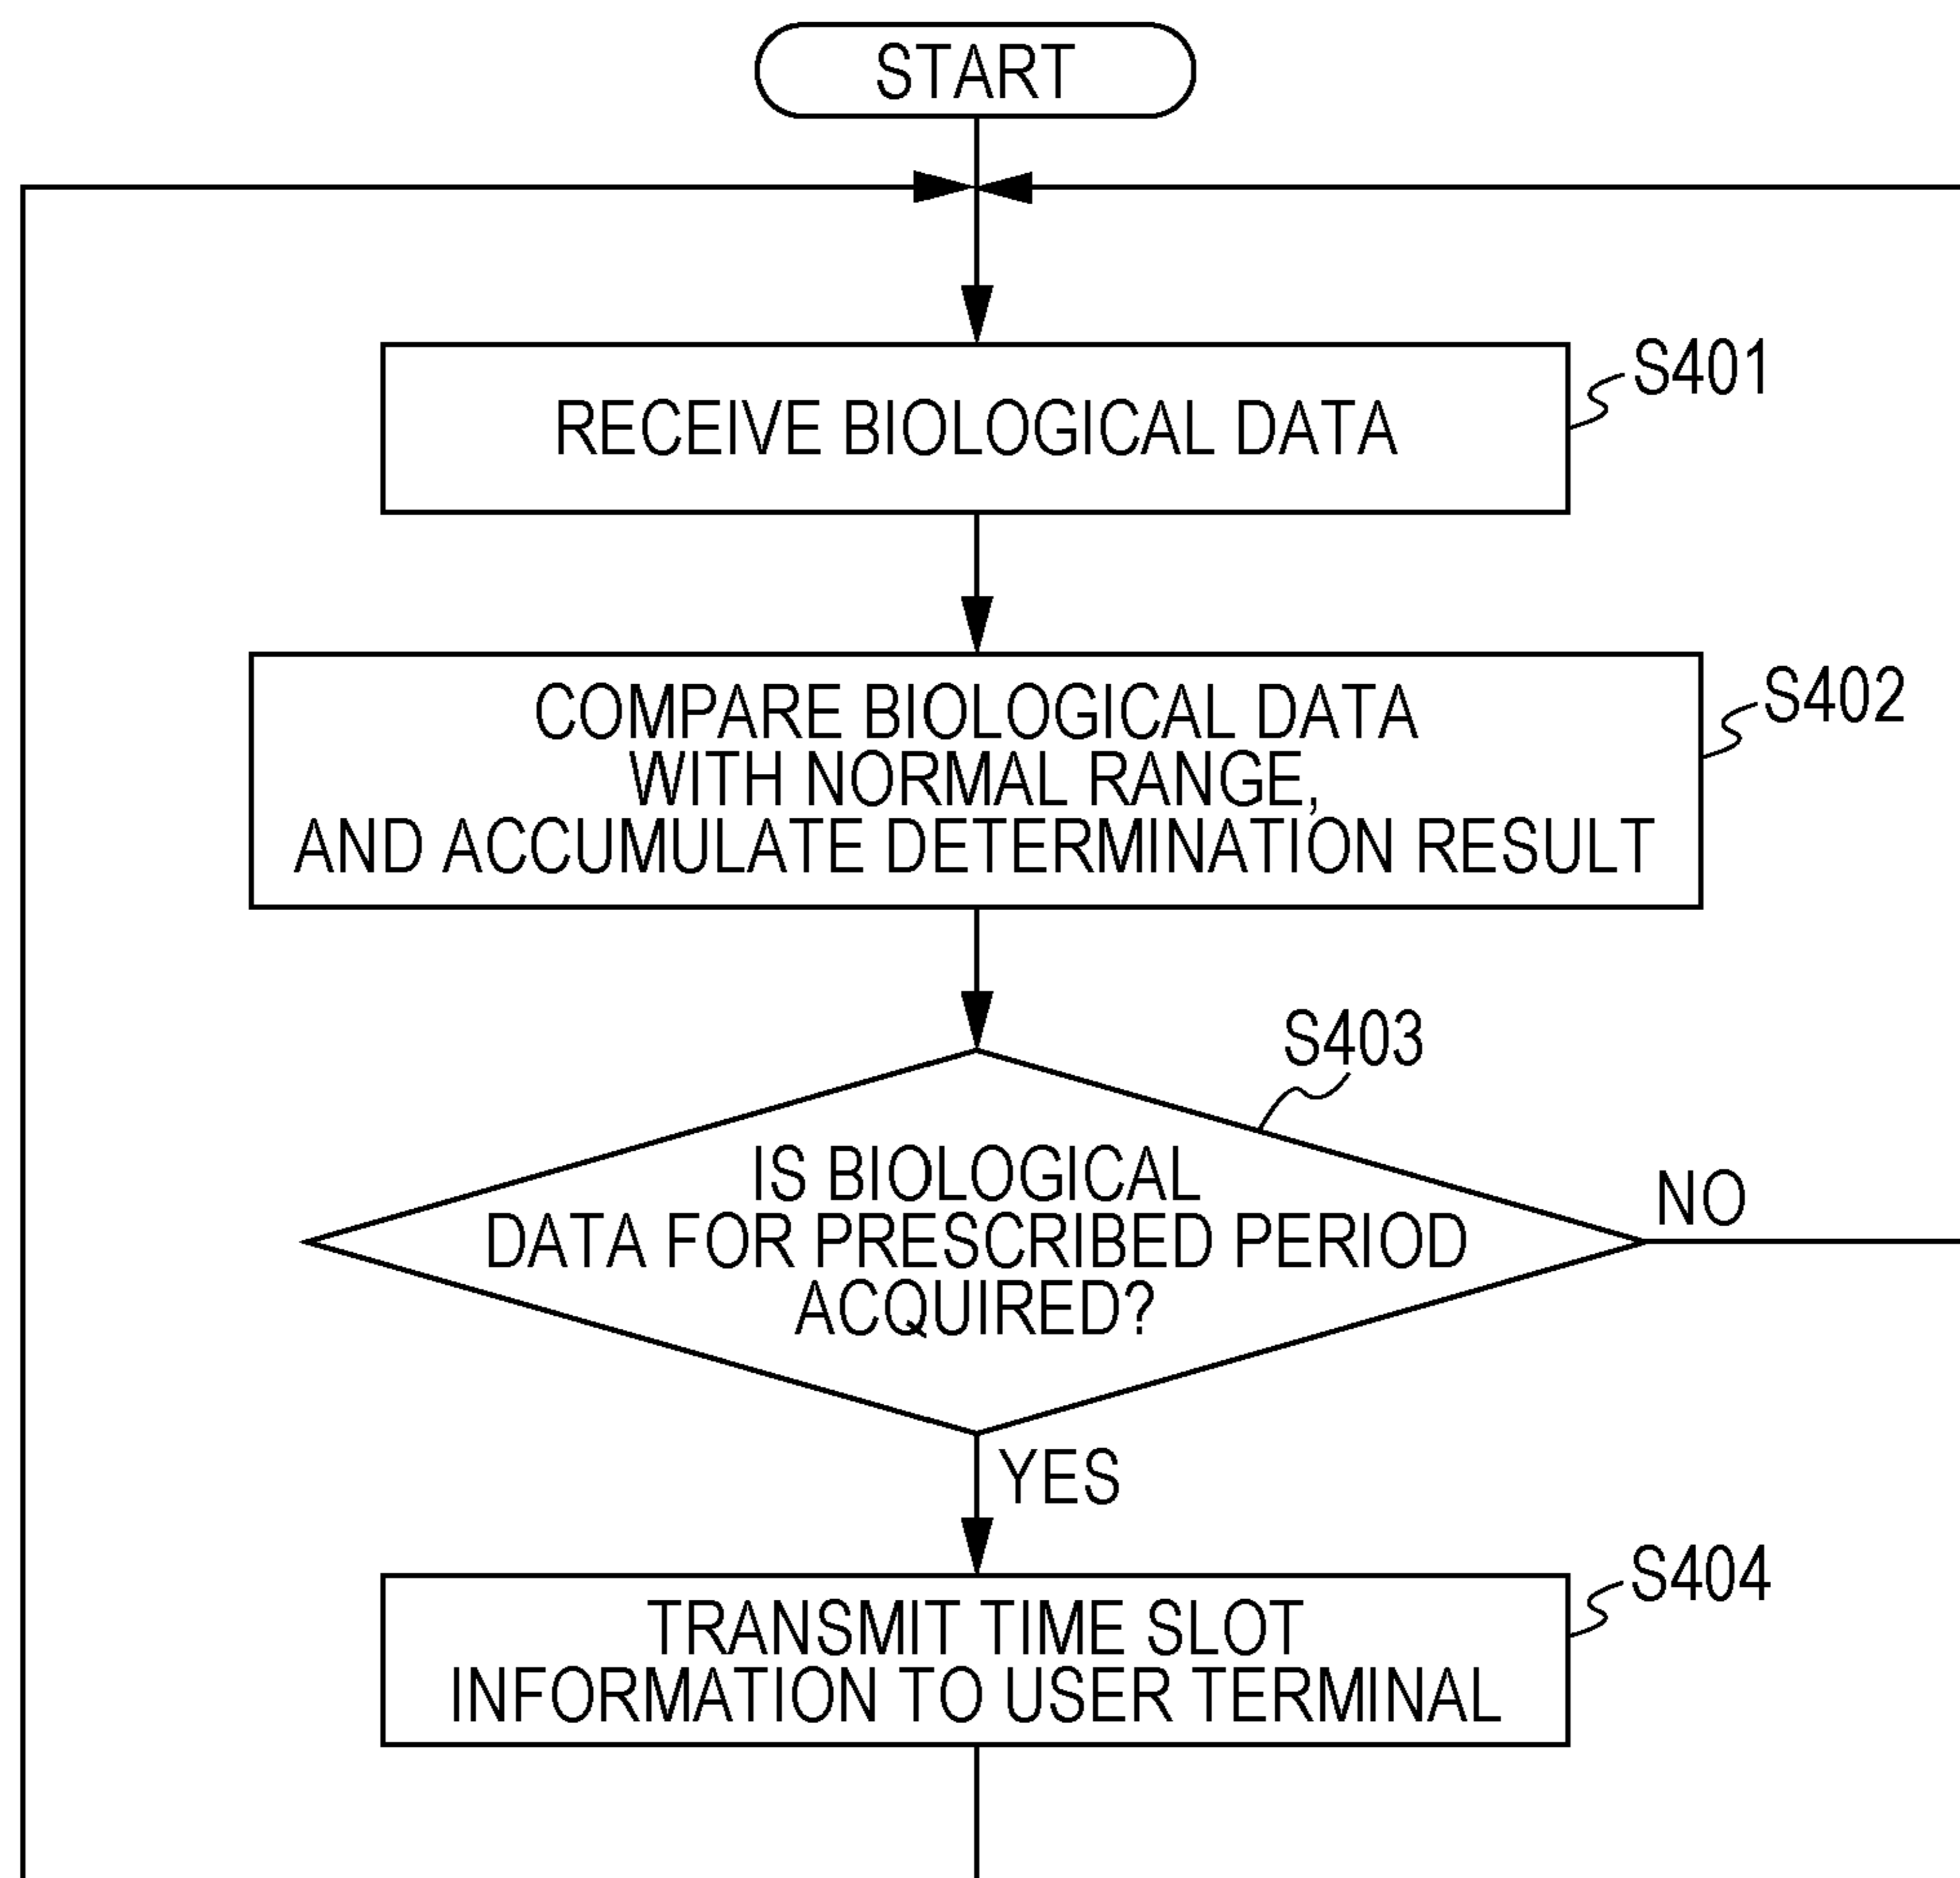 START
S401
RECEIVE BIOLOGICAL DATA
S402
COMPARE BIOLOGICAL DATA
WITH NORMAL RANGE,
AND ACCUMULATE DETERMINATION RESULT
S403
IS BIOLOGICAL
DATA FOR PRESCRIBED PERIOD
ACQUIRED?
NO
YES
S404
TRANSMIT TIME SLOT
INFORMATION TO USER TERMINAL